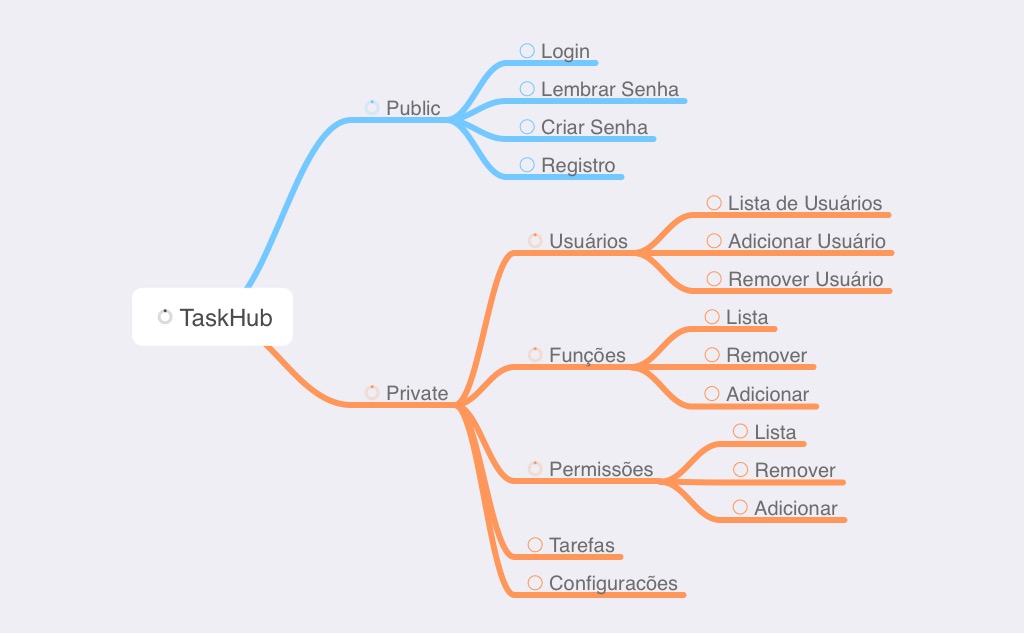 Login
Lembrar Senha
Public
Criar Senha
Registro
Lista de Usuários
Usuários
Adicionar Usuário
Remover Usuário
TaskHub
Lista
Funções
Remover
Private
Adicionar
Lista
Permissões
Remover
Adicionar
Tarefas
Configuracões